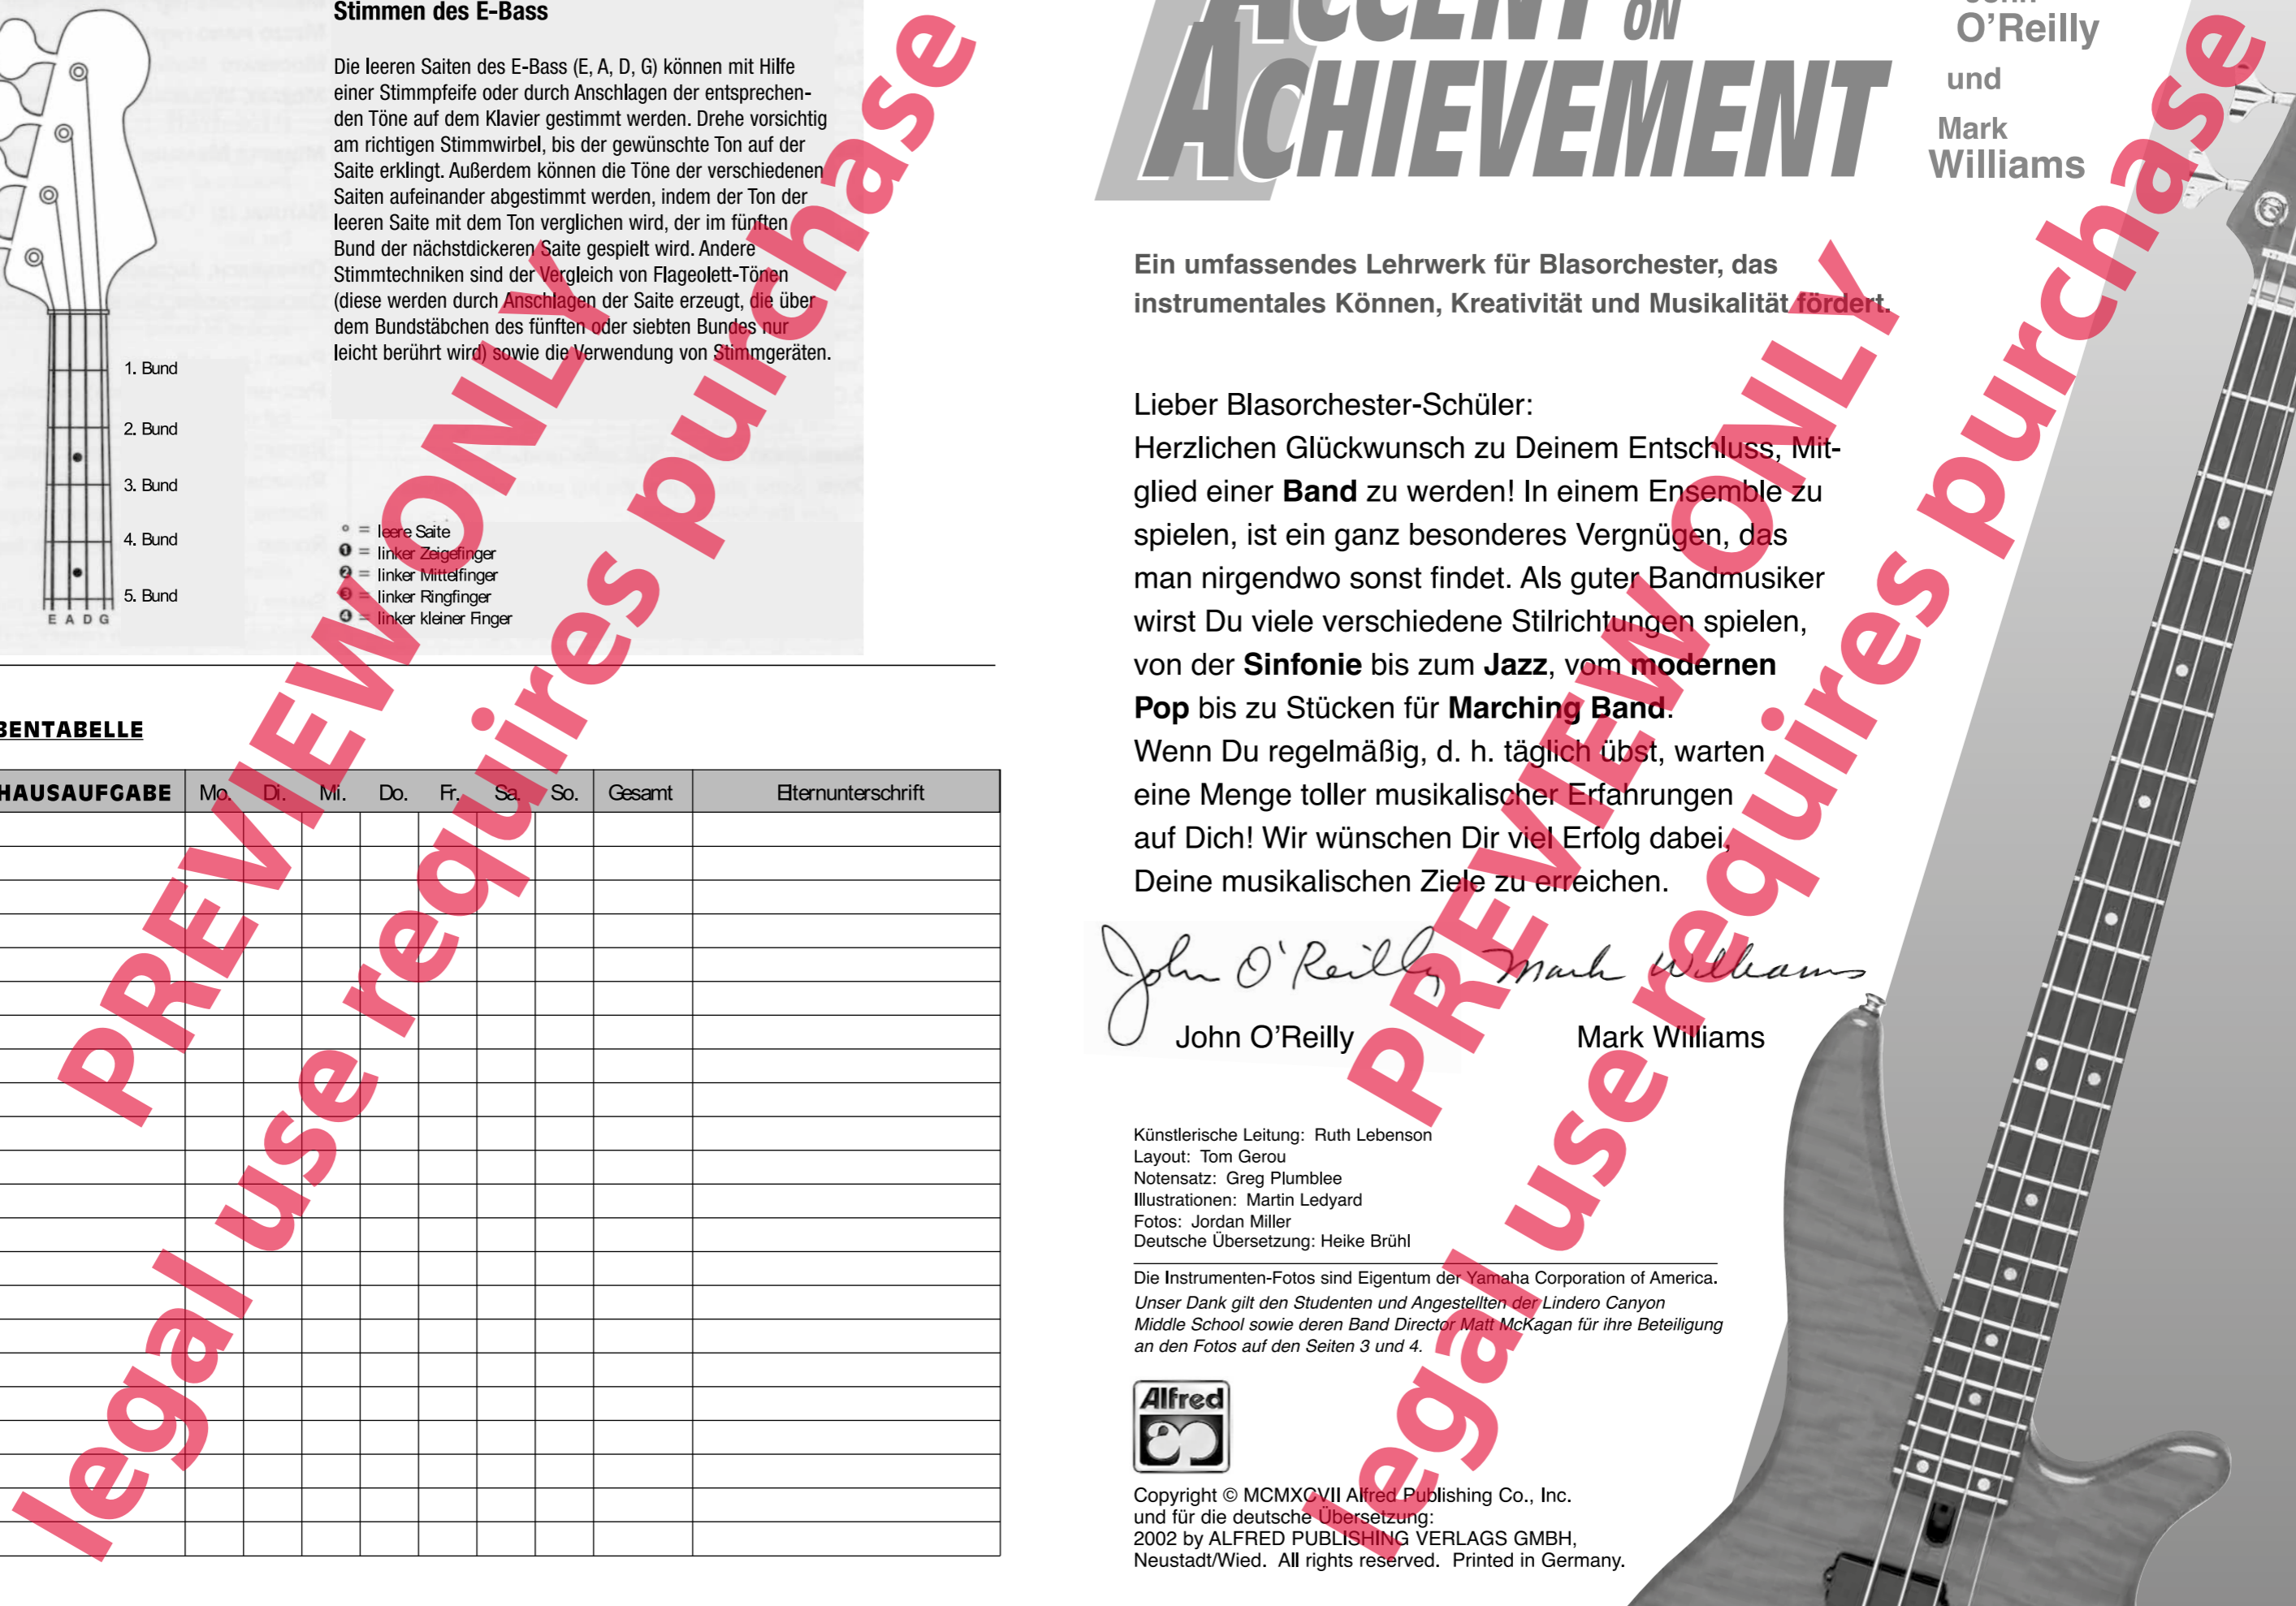 Stimmen des E-Bass
Die leeren Saiten des E-Bass (E, A, D, G) können mit Hilfe
einer Stimmpfeife oder durch Anschlagen der entsprechen-
den Töne auf dem Klavier gestimmt werden. Drehe vorsichtig
am richtigen Stimmwirbel, bis der gewünschte Ton auf der
Saite erklingt. Außerdem können die Töne der verschiedenen
Saiten aufeinander abgestimmt werden, indem der Ton der
leeren Saite mit dem Ton verglichen wird, der im fünften
Bund der nächstdickeren Saite gespielt wird. Andere
Stimmtechniken sind der Vergleich von Flageolett-Tönen
(diese werden durch Anschlagen der Saite erzeugt, die über
dem Bundstäbchen des fünften oder siebten Bundes nur
leicht berührt wird) sowie die Verwendung von Stimmgeräten.
1. Bund
2. Bund
3. Bund
4. Bund
5. Bund
E A D G
° = leere Saite
❶ = linker Zeigefinger
❷ = linker Mittelfinger
❸ = linker Ringfinger
❹ = linker kleiner Finger
BENTABELLE
HAUSAUFGABE Mo. Di. Mi. Do. Fr. Sa. So. Gesamt Elternunterschrift
PREVIEW ONLY
legal use requires purchase
ACCENT ON
ACHIEVEMENT
John
O'Reilly
und
Mark
Williams
Ein umfassendes Lehrwerk für Blasorchester, das
instrumentales Können, Kreativität und Musikalität fördert.
Lieber Blasorchester-Schüler:
Herzlichen Glückwunsch zu Deinem Entschluss, Mit-
glied einer Band zu werden! In einem Ensemble zu
spielen, ist ein ganz besonderes Vergnügen, das
man nirgendwo sonst findet. Als guter Bandmusiker
wirst Du viele verschiedene Stilrichtungen spielen,
von der Sinfonie bis zum Jazz, vom modernen
Pop bis zu Stücken für Marching Band.
Wenn Du regelmäßig, d. h. täglich übst, warten
eine Menge toller musikalischer Erfahrungen
auf Dich! Wir wünschen Dir viel Erfolg dabei,
Deine musikalischen Ziele zu erreichen.
John O'Reilly Mark Williams
John O'Reilly Mark Williams
Künstlerische Leitung: Ruth Lebenson
Layout: Tom Gerou
Notensatz: Greg Plumblee
Illustrationen: Martin Ledyard
Fotos: Jordan Miller
Deutsche Übersetzung: Heike Brühl
Die Instrumenten-Fotos sind Eigentum der Yamaha Corporation of America.
Unser Dank gilt den Studenten und Angestellten der Lindero Canyon
Middle School sowie deren Band Director Matt McKagan für ihre Beteiligung
an den Fotos auf den Seiten 3 und 4.
Alfred
Copyright © MCMXCVII Alfred Publishing Co., Inc.
und für die deutsche Übersetzung:
2002 by ALFRED PUBLISHING VERLAGS GMBH,
Neustadt/Wied. All rights reserved. Printed in Germany.
PREVIEW ONLY
legal use requires purchase